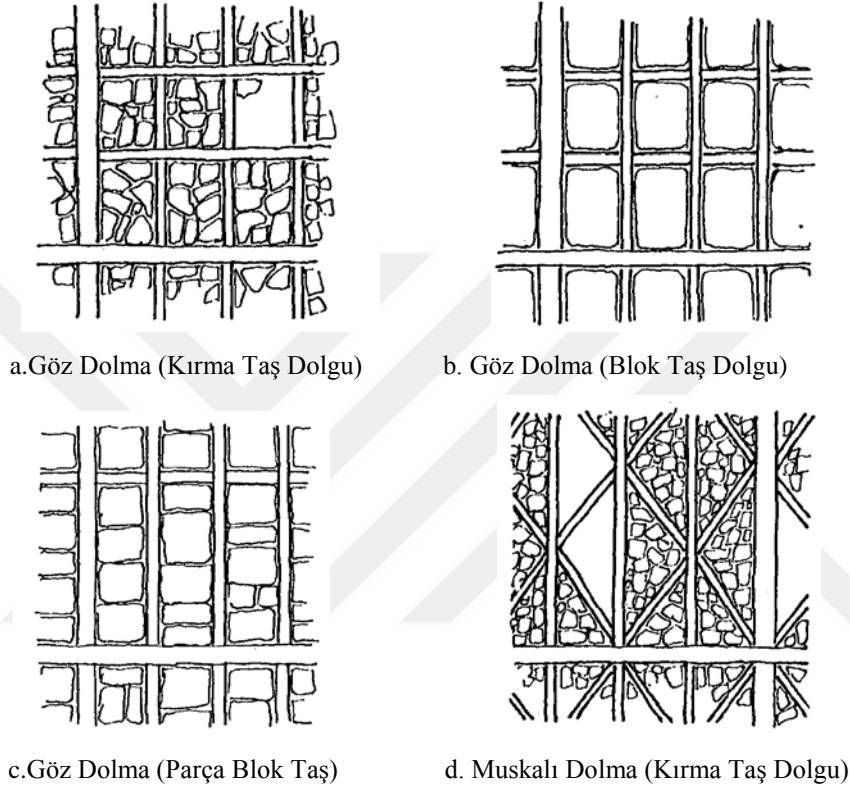 a.Göz Dolma (Kırma Taş Dolgu)
b. Göz Dolma (Blok Taş Dolgu)
c.Göz Dolma (Parça Blok Taş)
d. Muskalı Dolma (Kırma Taş Dolgu)